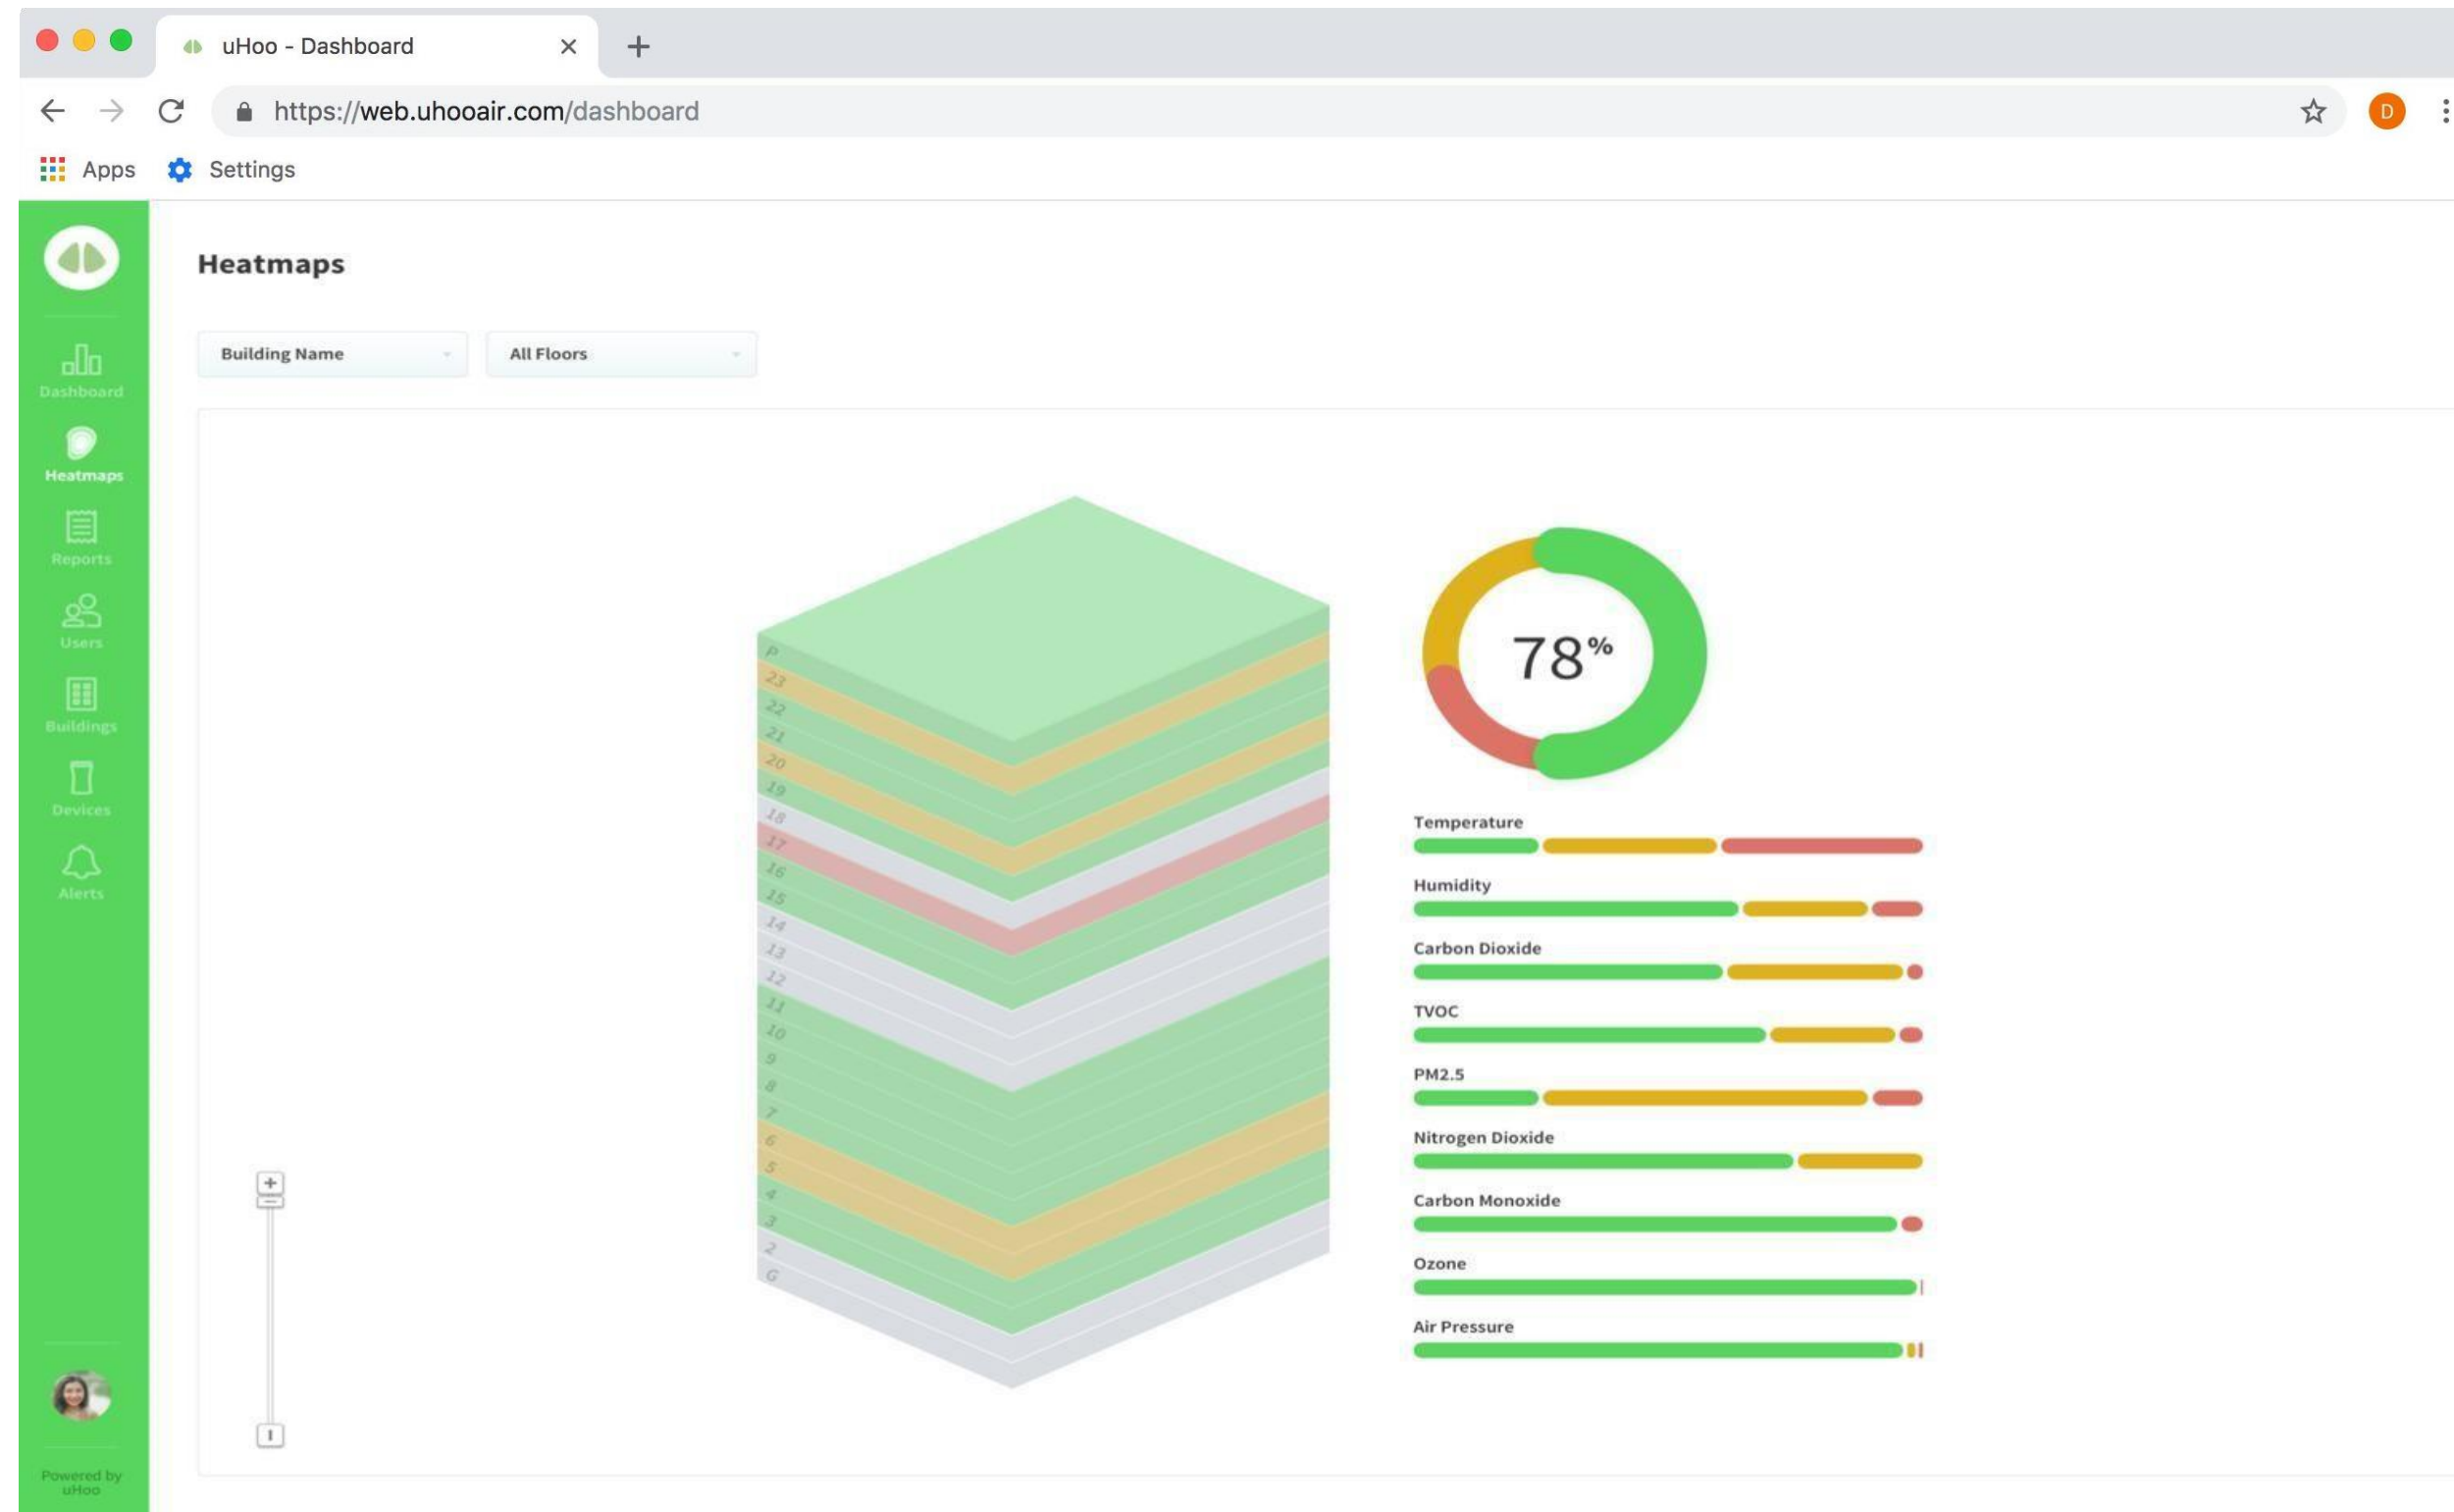 uHoo - Dashboard
https://web.uhooair.com/dashboard
D
Apps
Settings
Heatmaps
Building Name
All Floors
Dashboard
Heatmaps
Reports
Users
Buildings
Devices
Alerts
Powered by
uHoo
P
23
22
21
20
19
18
17
16
15
14
13
12
11
10
9
8
7
6
5
4
3
2
G
78%
Temperature
Humidity
Carbon Dioxide
TVOC
PM2.5
Nitrogen Dioxide
Carbon Monoxide
Ozone
Air Pressure